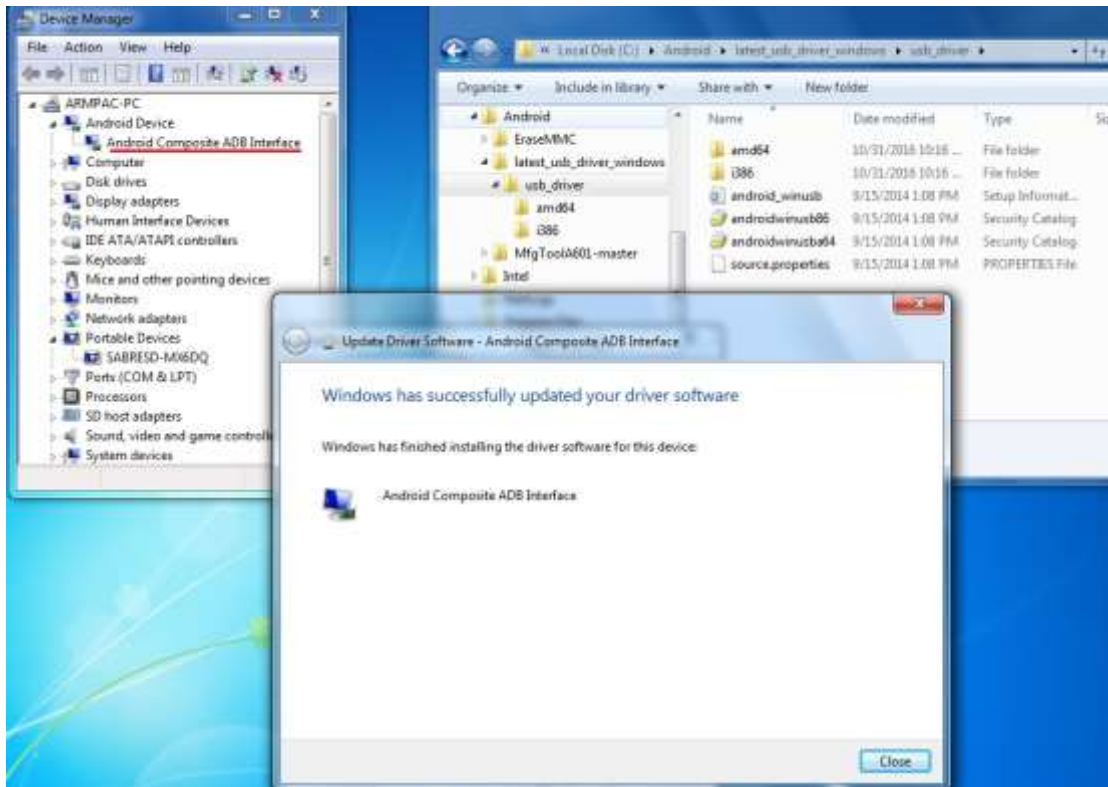 Device Manager
File Action View Help
ARMPAC-PC
Android Device
Android Composite ADB Interface
Computer
Disk drives
Display adapters
Human Interface Devices
IDE ATA/ATAPI controllers
Keyboards
Mice and other pointing devices
Monitors
Network adapters
Portable Devices
SABRESD-MX6DQ
Ports (COM & LPT)
Processors
SD host adapters
Sound, video and game
System devices
Local Disk (C:) Android latest_usb_driver_windows usb_driver
Organize Include in library Share with New folder
Android
EraseMMC
latest_usb_driver_windows
usb_driver
amd64
i386
MfgToolA601-master
Intel
Name Date modified Type
amd64 10/31/2016 10:16 ... File folder
i386 10/31/2016 10:16 ... File folder
android_winusb 9/15/2014 1:08 PM Setup Informat...
androidwinusb86 9/15/2014 1:08 PM Security Catalog
androidwinusba64 9/15/2014 1:08 PM Security Catalog
source.properties 9/15/2014 1:08 PM PROPERTIES File
Update Driver Software - Android Composite ADB Interface
Windows has successfully updated your driver software
Windows has finished installing the driver software for this device:
Android Composite ADB Interface
Close